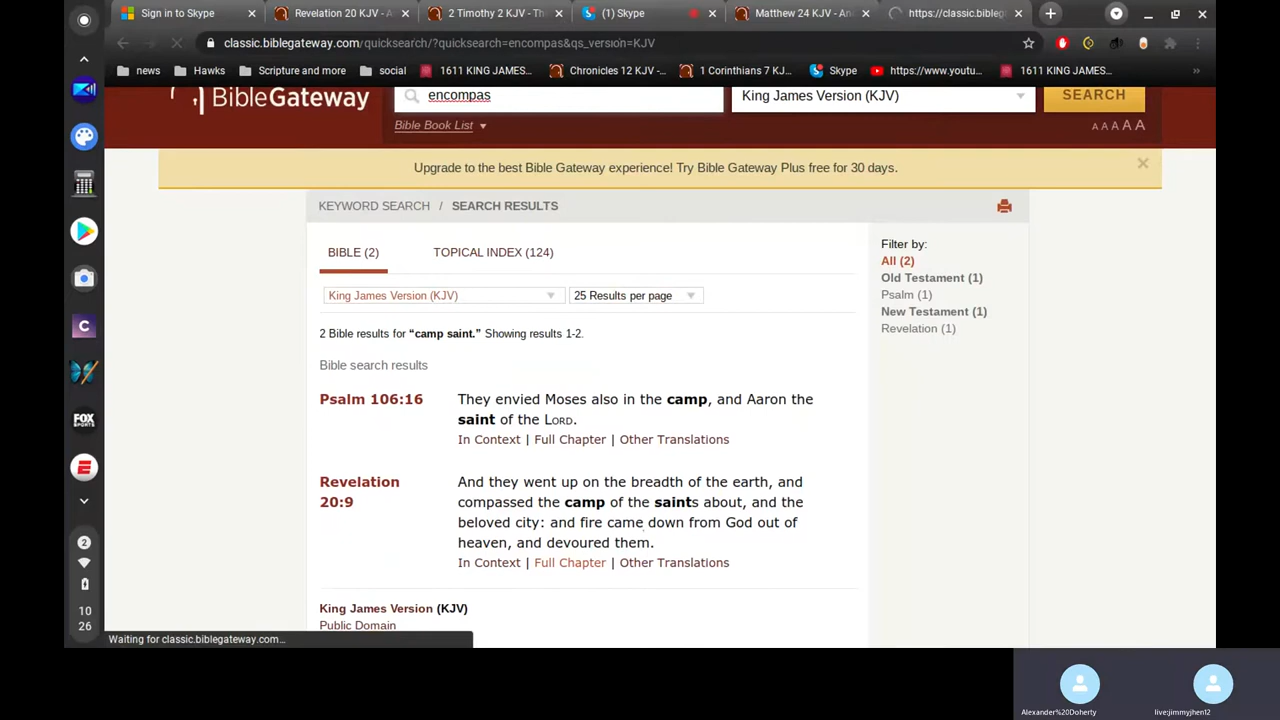 Sign in to Skype
Revelation 20 KJV - A
2 Timothy 2 KJV - Th
(1) Skype
Matthew 24 KJV - An
https://classic.bibleg
classic.biblegateway.com/quicksearch/?quicksearch=encompas&qs_version=KJV
news
Hawks
Scripture and more
social
1611 KING JAMES...
Chronicles 12 KJV -...
1 Corinthians 7 KJ...
Skype
https://www.youtu...
1611 KING JAMES...
»
BibleGateway
encompas
King James Version (KJV)
SEARCH
Bible Book List
A A A A A
Upgrade to the best Bible Gateway experience! Try Bible Gateway Plus free for 30 days.
KEYWORD SEARCH / SEARCH RESULTS
BIBLE (2)
TOPICAL INDEX (124)
King James Version (KJV)
25 Results per page
2 Bible results for “camp saint.” Showing results 1-2.
Bible search results
Psalm 106:16
They envied Moses also in the camp, and Aaron the
saint of the LORD.
In Context | Full Chapter | Other Translations
Revelation
20:9
And they went up on the breadth of the earth, and
compassed the camp of the saints about, and the
beloved city: and fire came down from God out of
heaven, and devoured them.
In Context | Full Chapter | Other Translations
King James Version (KJV)
Public Domain
Filter by:
All (2)
Old Testament (1)
Psalm (1)
New Testament (1)
Revelation (1)
C
FOX
SPORTS
2
10
26
Waiting for classic.biblegateway.com...
Alexander%20Doherty
live:jimmyjhen12